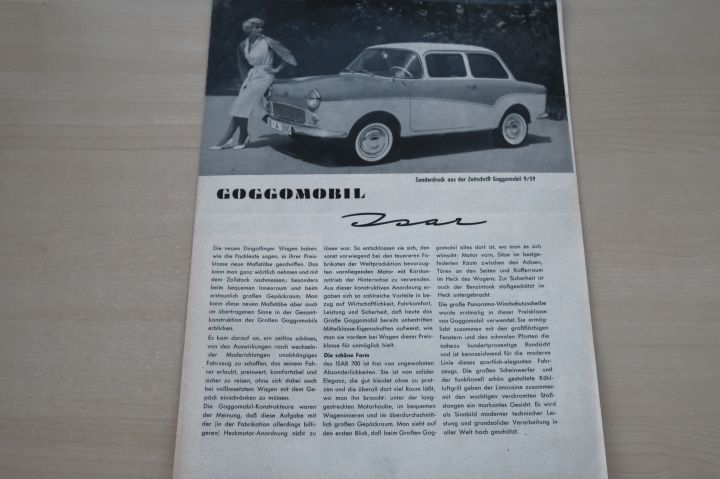 Sonderdruck aus der Zeitschrift Goggomobil 9/59
GOGGOMOBIL
Isar
Die neuen Dingolfinger Wagen haben,
wie die Fachleute sagen, in ihrer Preis-
klasse neue Maßstäbe geschaffen. Das
kann man ganz wörtlich nehmen und mit
dem Zollstock nachmessen; besonders
beim bequemen Innenraum und beim
erstaunlich großen Gepäckraum. Man
kann diese neuen Maßstäbe aber auch
im übertragenen Sinne in der Gesamt-
konstruktion des Großen Goggomobils
erblicken.
Es kam darauf an, ein zeitlos schönes,
von den Auswirkungen rasch wechseln-
der Moderichtungen unabhängiges
Fahrzeug zu schaffen, das seinem Fah-
rer erlaubt, preiswert, komfortabel und
sicher zu reisen, ohne sich dabei auch
bei vollbesetztem Wagen mit dem Ge-
päck einschränken zu müssen.
Die Goggomobil-Konstrukteure waren
der Meinung, daß diese Aufgabe mit
der (in der Fabrikation allerdings billi-
geren) Heckmotor-Anordnung nicht zu
lösen war. So entschlossen sie sich, den
sonst vorwiegend bei den teueren Fa-
brikaten der Weltproduktion bevorzug-
ten vornliegenden Motor mit Kardan-
antrieb der Hinterachse zu verwenden.
Aus dieser konstruktiven Anordnung er-
gaben sich so zahlreiche Vorteile in be-
zug auf Wirtschaftlichkeit, Fahrkomfort,
Leistung und Sicherheit, daß heute das
Große Goggomobil bereits unbestritten
Mittelklasse-Eigenschaften aufweist, wie
man sie vordem bei Wagen dieser Preis-
klasse für unmöglich hielt.
Die schöne Form
des ISAR 700 ist frei von ungewohnten
Absonderlichkeiten. Sie ist von solider
Eleganz, die gut kleidet ohne zu prot-
zen und die überall dort viel Raum läßt,
wo man ihn braucht: unter der lang-
gestreckten Motorhaube, im bequemen
Wageninneren und im überdurchschnitt-
lich großen Gepäckraum. Man sieht auf
den ersten Blick, daß beim Großen Gog-
gomobil alles dort ist, wo man es sich
wünscht: Motor vorn, Sitze im bestge-
federten Raum zwischen den Achsen,
Türen an den Seiten und Kofferraum
im Heck des Wagens. Zur Sicherheit ist
auch der Benzintank stoßgesichert im
Heck untergebracht.
Die große Panorama-Windschutzscheibe
wurde erstmalig in dieser Preisklasse
von Goggomobil verwendet. Sie ermög-
licht zusammen mit den großflächigen
Fenstern und den schmalen Pfosten die
nahezu hundertprozentige Rundsicht
und ist kennzeichnend für die moderne
Linie dieses sportlich-eleganten Fahr-
zeugs. Die großen Scheinwerfer und
der funktionell schön gestaltete Kühl-
luftgrill geben der Limousine zusammen
mit den wuchtigen verchromten Stoß-
stangen ein markantes Gesicht. Es wird
als Sinnbild moderner technischer Lei-
stung und grundsolider Verarbeitung in
aller Welt hoch geschätzt.